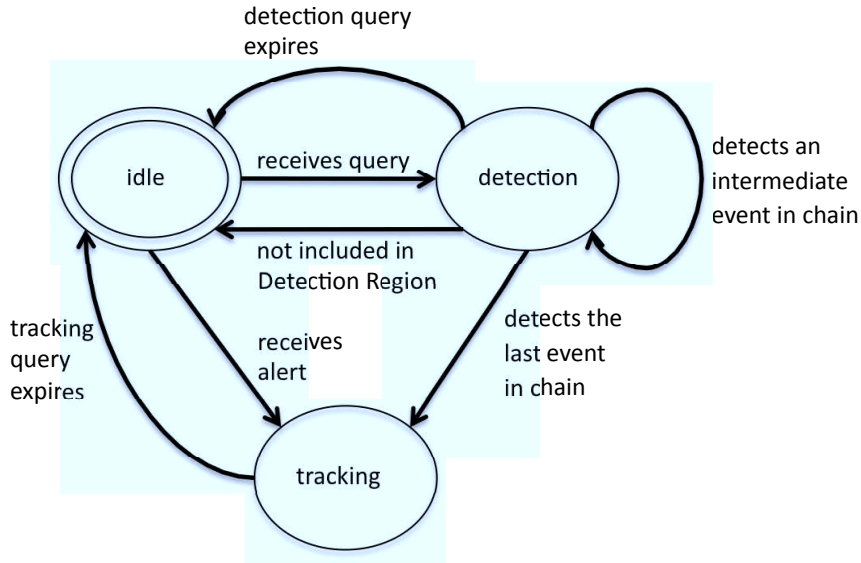 detection query
expires
idle
receives query
detection
detects an
intermediate
event in chain
not included in
Detection Region
tracking
query
expires
receives
alert
detects the
last event
in chain
tracking